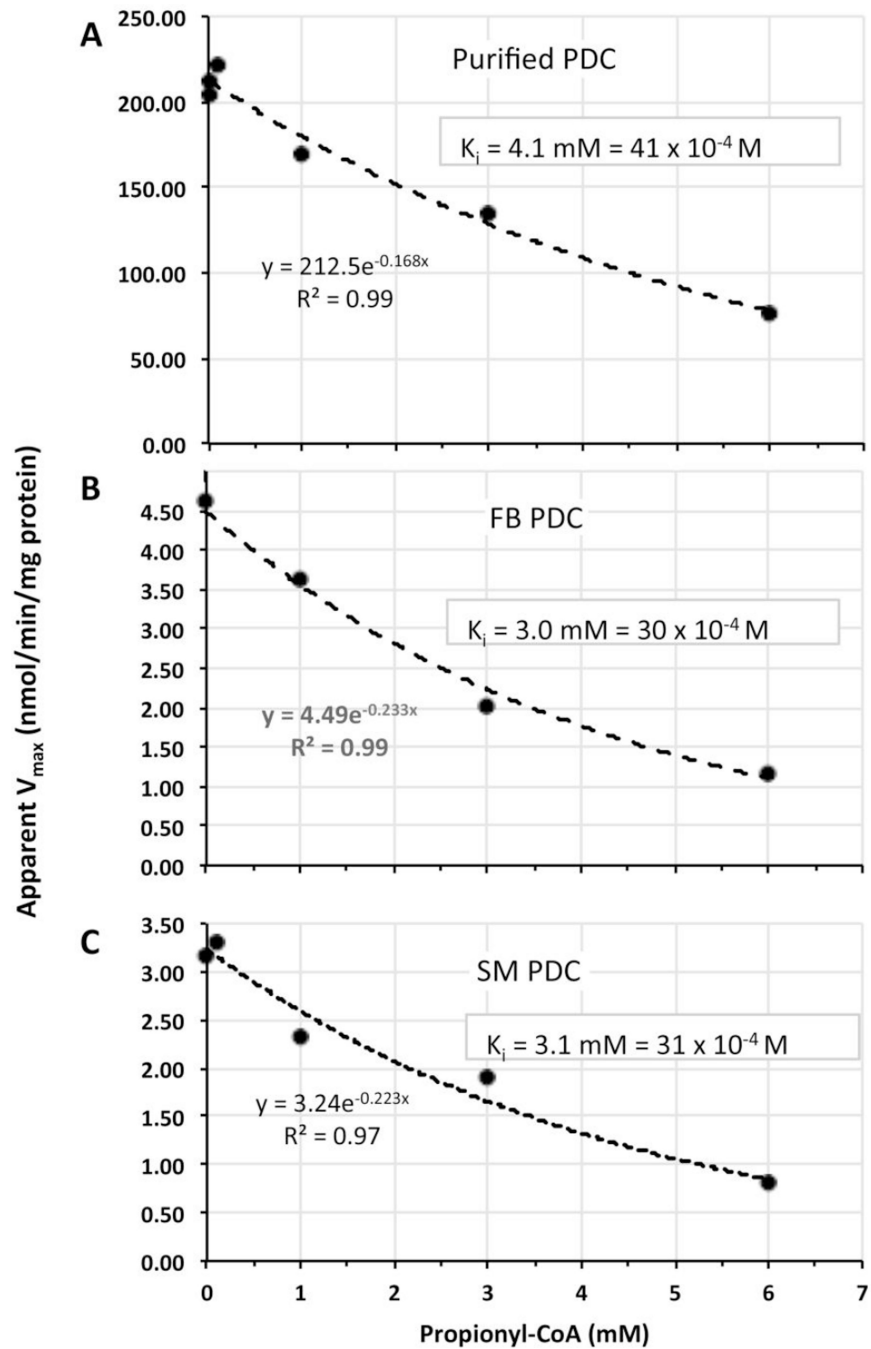 Apparent Vmax (nmol/min/mg protein)
A
Purified PDC
250.00
200.00
150.00
100.00
50.00
0.00
Ki = 4.1 mM = 41 x 10-4 M
y = 212.5e-0.168x
R² = 0.99
B
FB PDC
4.50
4.00
3.50
3.00
2.50
2.00
1.50
1.00
0.50
0.00
Ki = 3.0 mM = 30 x 10-4 M
y = 4.49e-0.233x
R² = 0.99
C
SM PDC
3.50
3.00
2.50
2.00
1.50
1.00
0.50
0.00
Ki = 3.1 mM = 31 x 10-4 M
y = 3.24e-0.223x
R² = 0.97
0 1 2 3 4 5 6 7
Propionyl-CoA (mM)